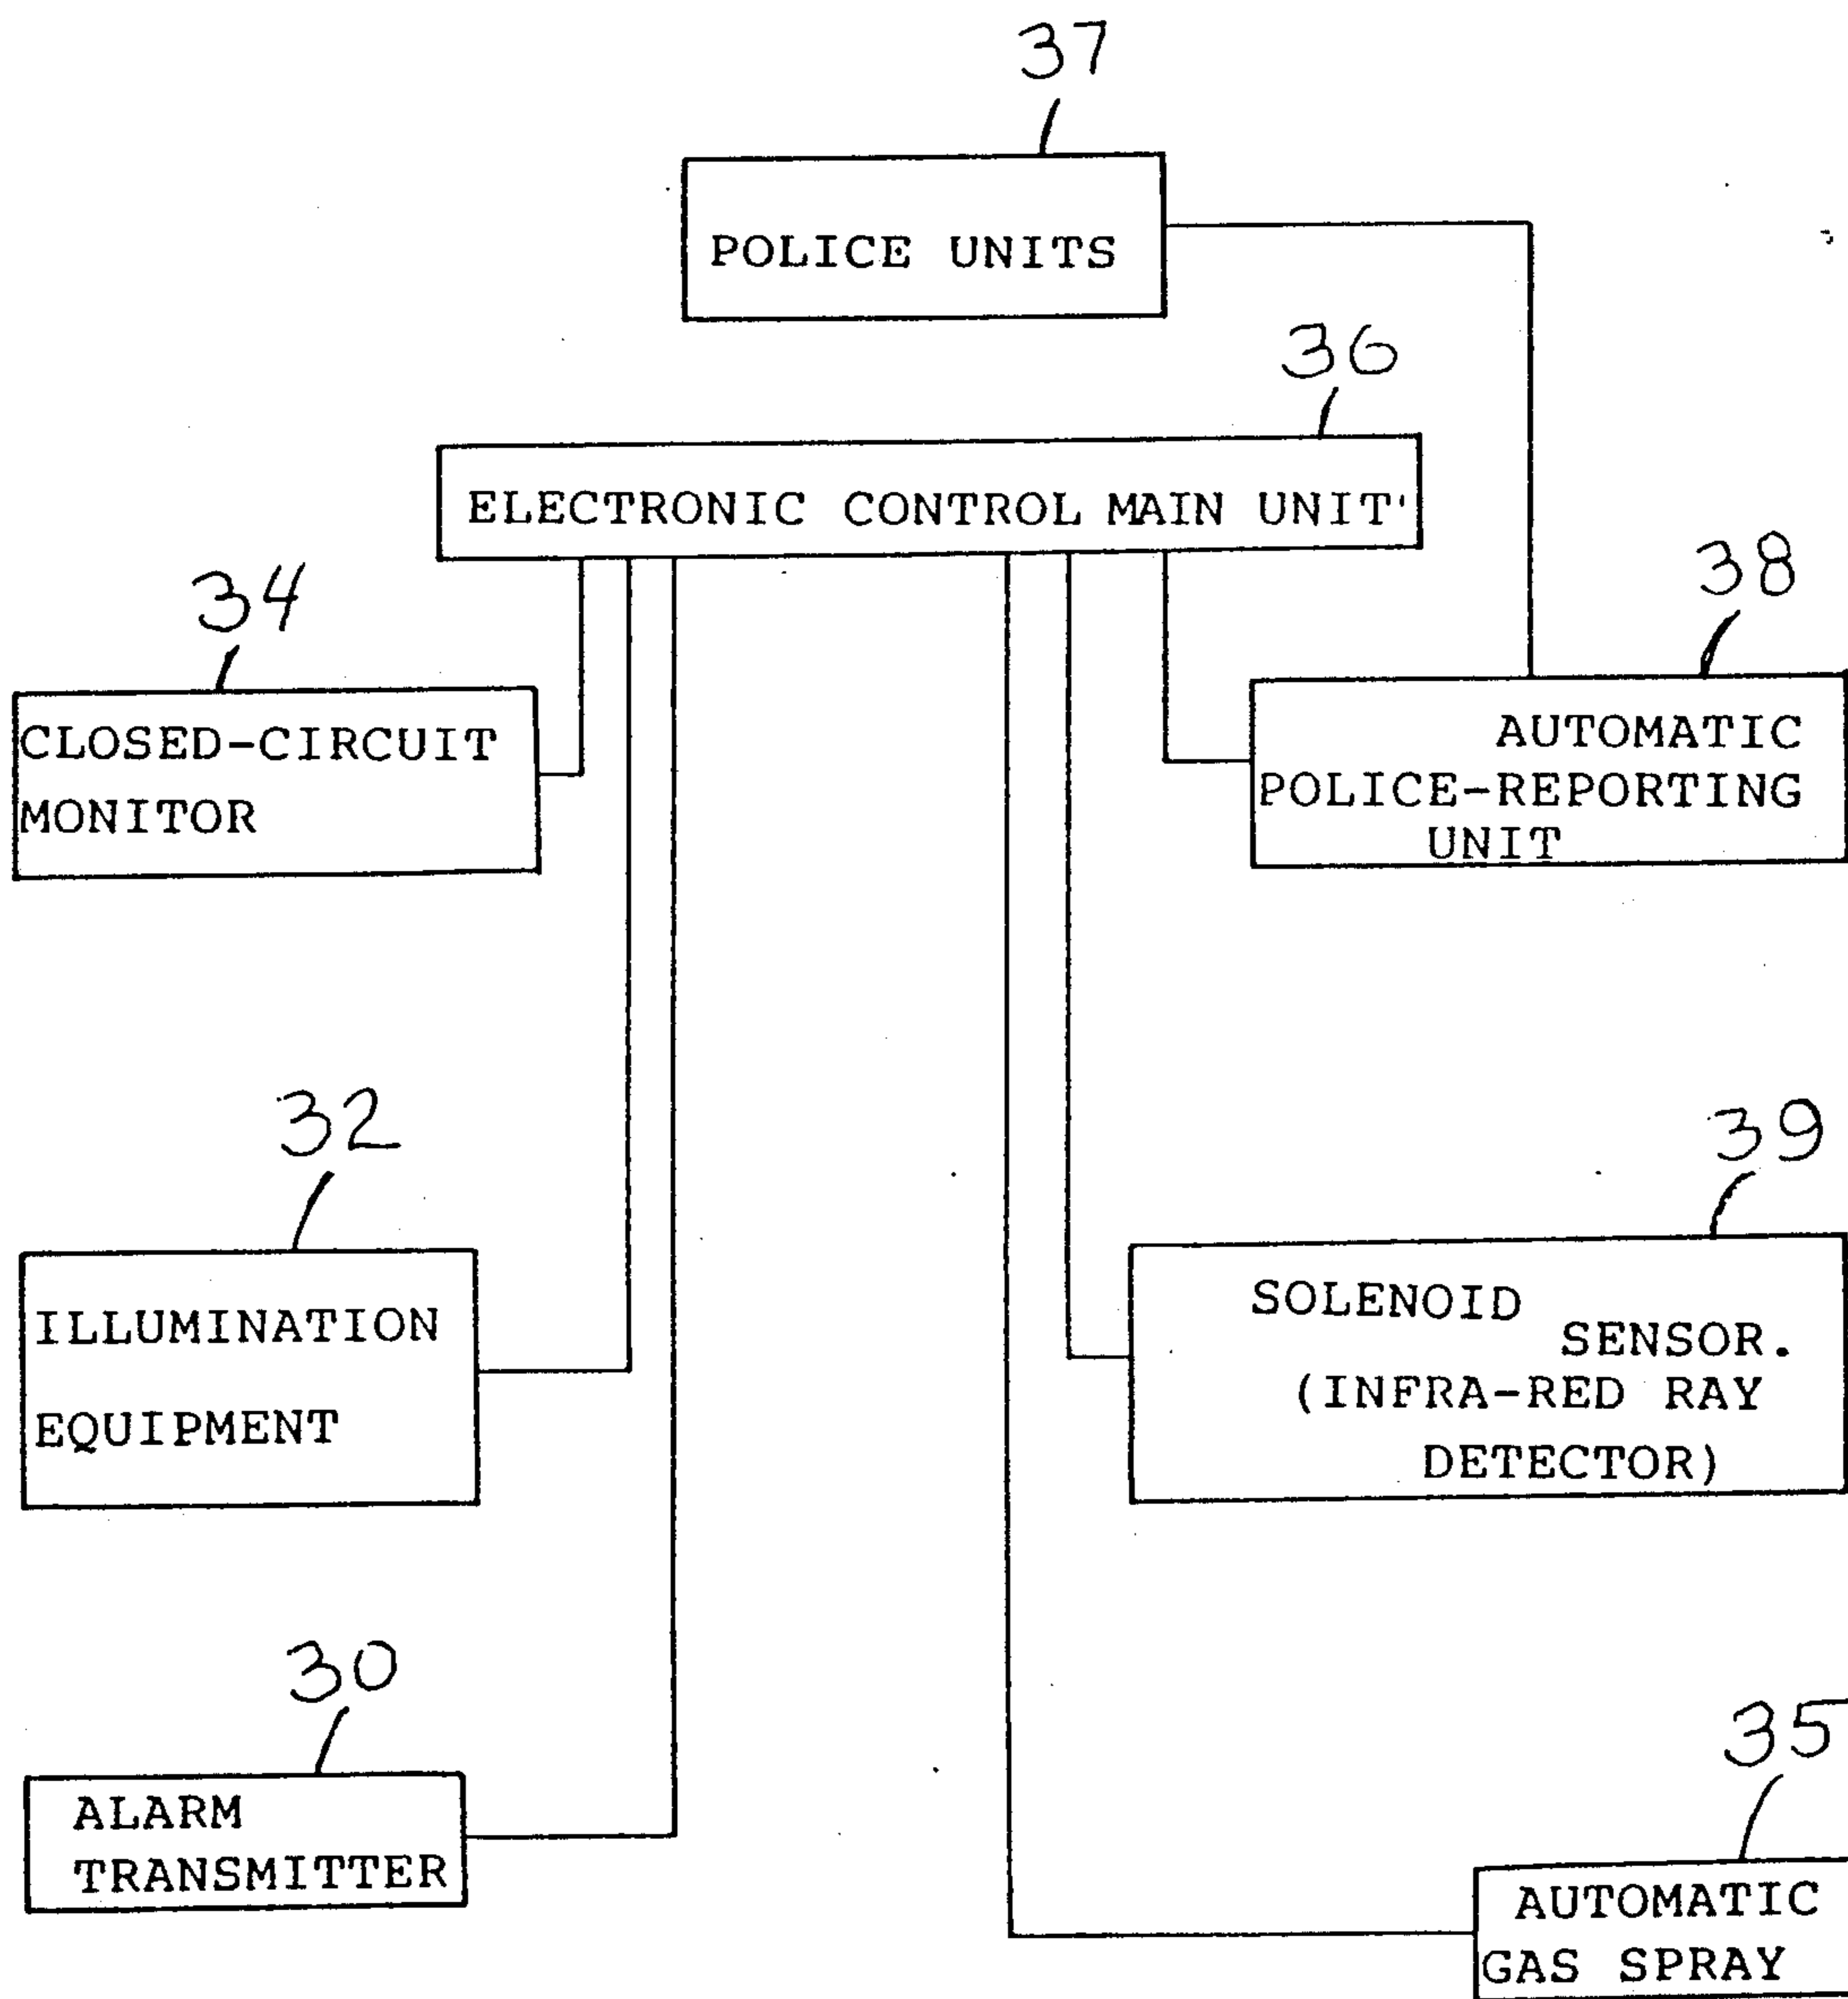 37
POLICE UNITS
36
ELECTRONIC CONTROL MAIN UNIT
34
CLOSED-CIRCUIT
MONITOR
38
AUTOMATIC
POLICE-REPORTING
UNIT
32
ILLUMINATION
EQUIPMENT
39
SOLENOID
SENSOR.
(INFRA-RED RAY
DETECTOR)
30
ALARM
TRANSMITTER
35
AUTOMATIC
GAS SPRAY